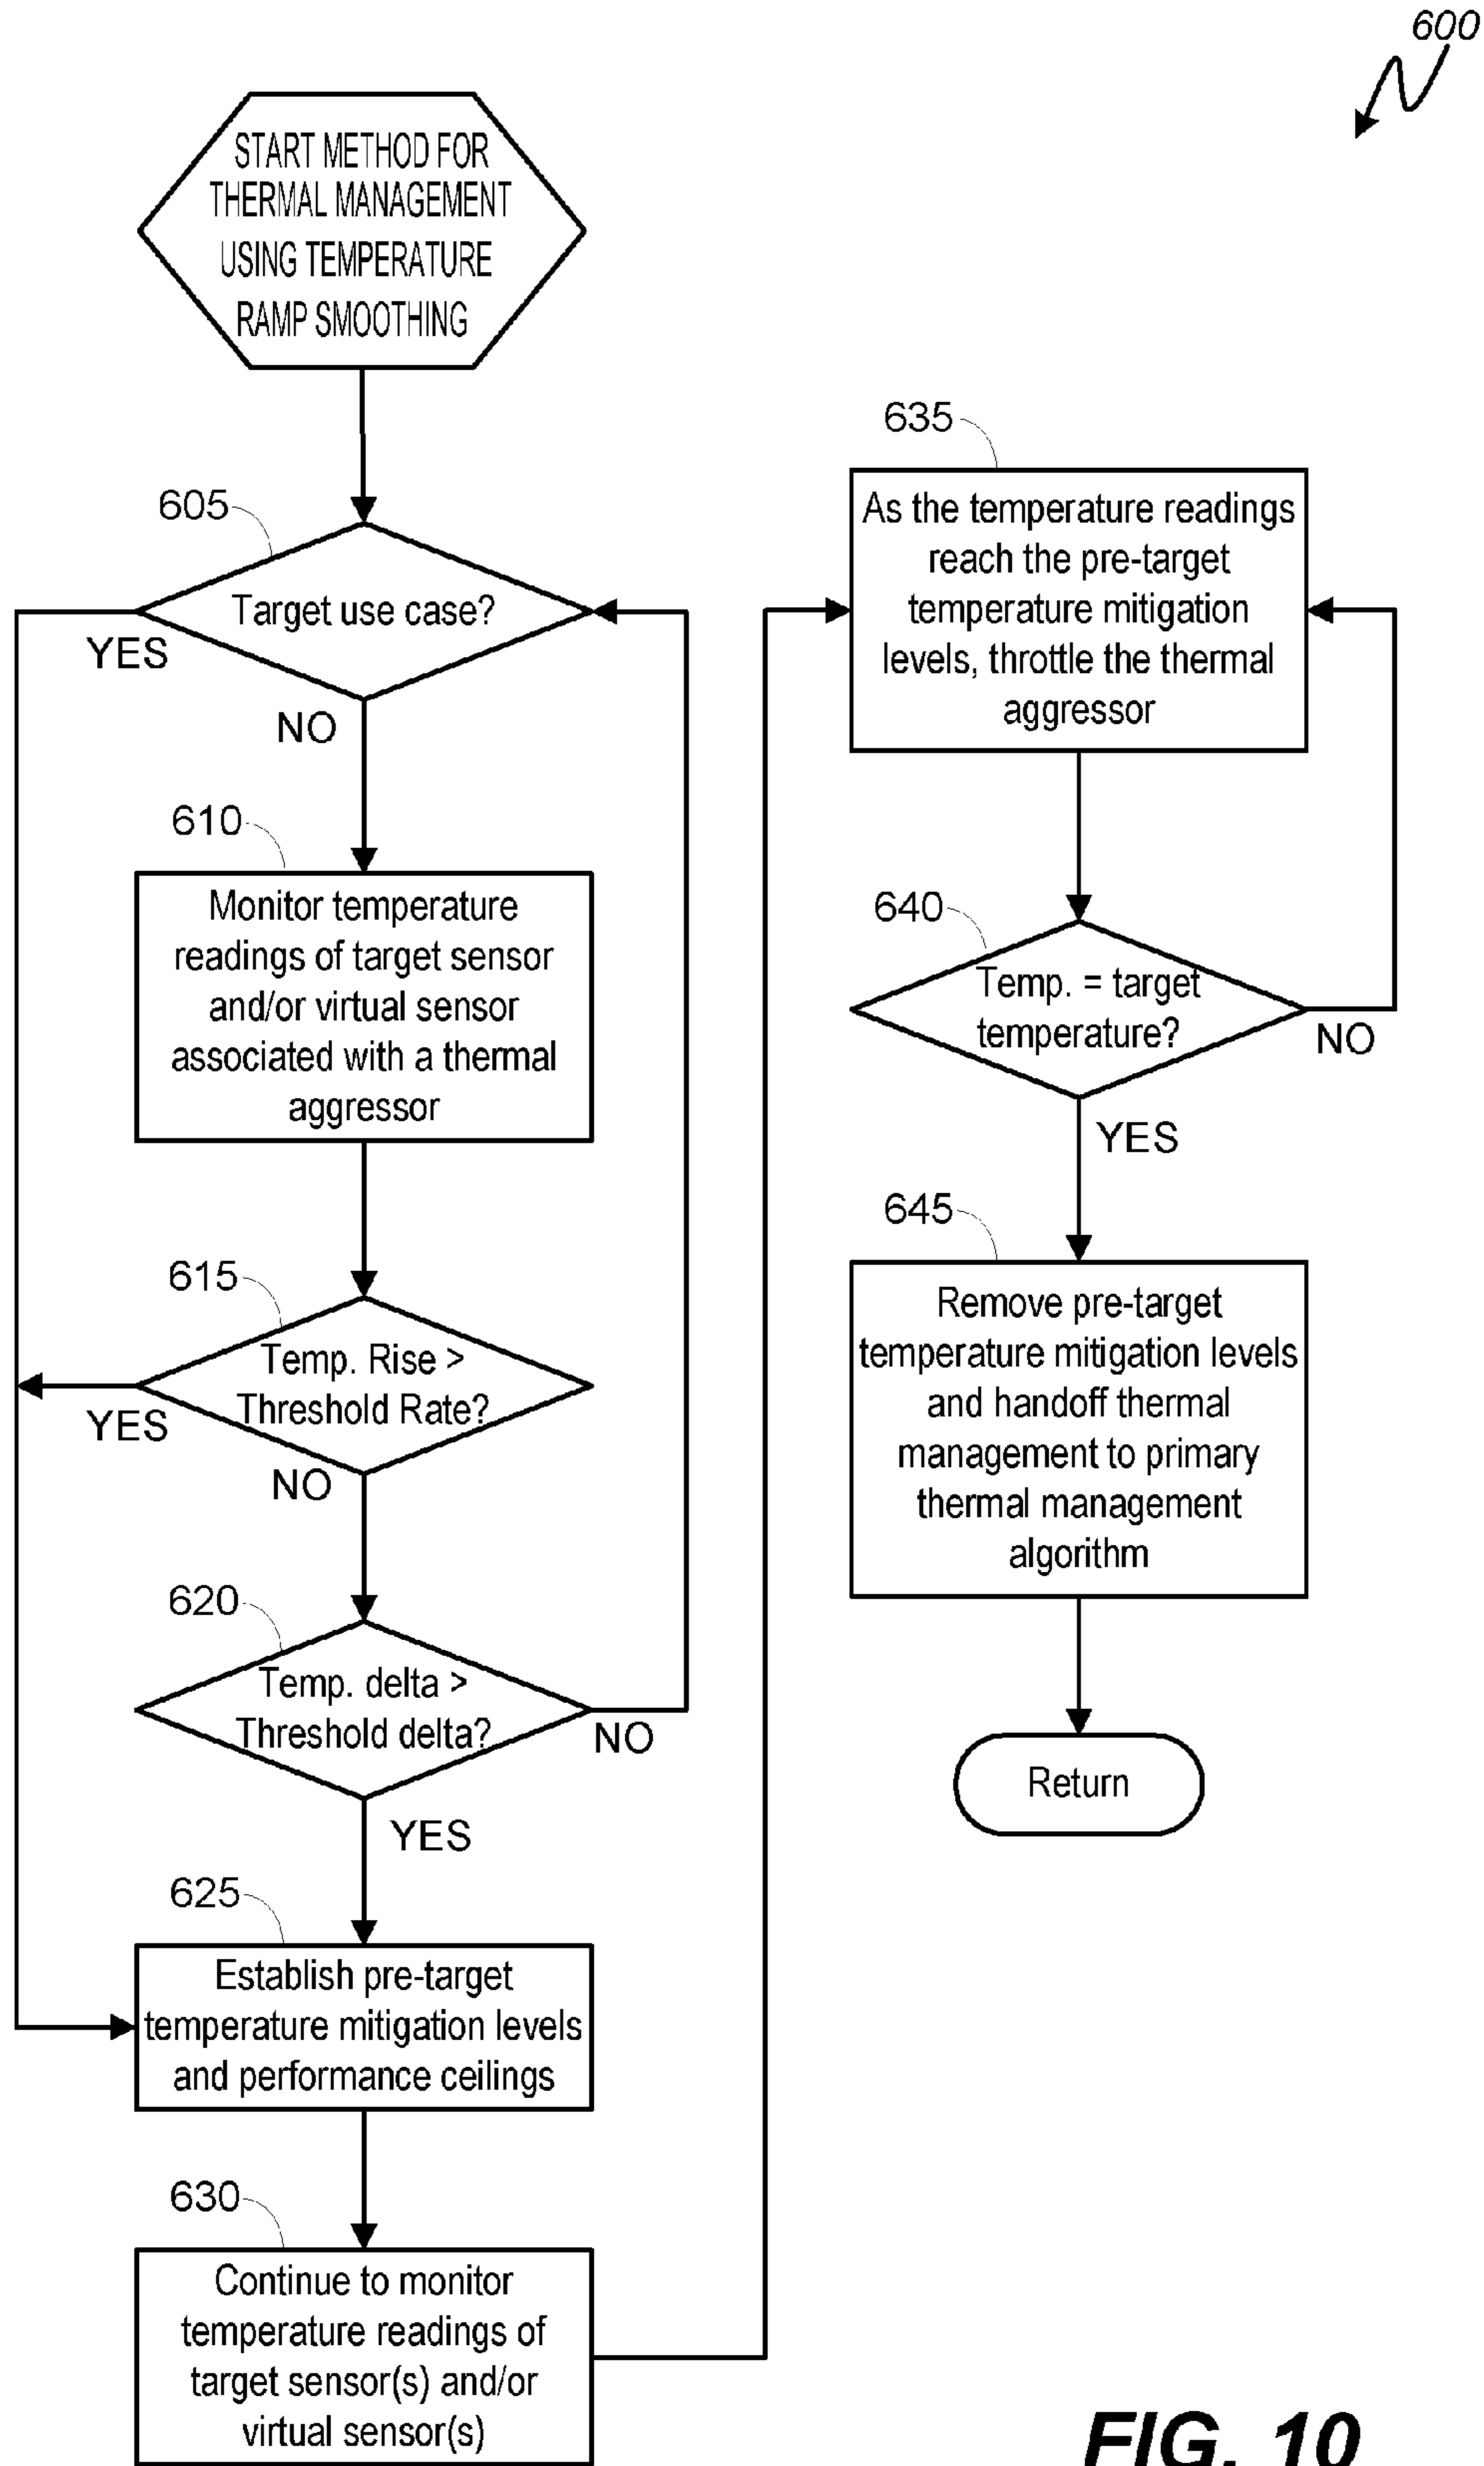 600
START METHOD FOR
THERMAL MANAGEMENT
USING TEMPERATURE
RAMP SMOOTHING
605
Target use case?
YES
NO
610
Monitor temperature
readings of target sensor
and/or virtual sensor
associated with a thermal
aggressor
615
Temp. Rise >
Threshold Rate?
YES
NO
620
Temp. delta >
Threshold delta?
NO
YES
625
Establish pre-target
temperature mitigation levels
and performance ceilings
630
Continue to monitor
temperature readings of
target sensor(s) and/or
virtual sensor(s)
635
As the temperature readings
reach the pre-target
temperature mitigation
levels, throttle the thermal
aggressor
640
Temp. = target
temperature?
NO
YES
645
Remove pre-target
temperature mitigation levels
and handoff thermal
management to primary
thermal management
algorithm
Return
FIG. 10